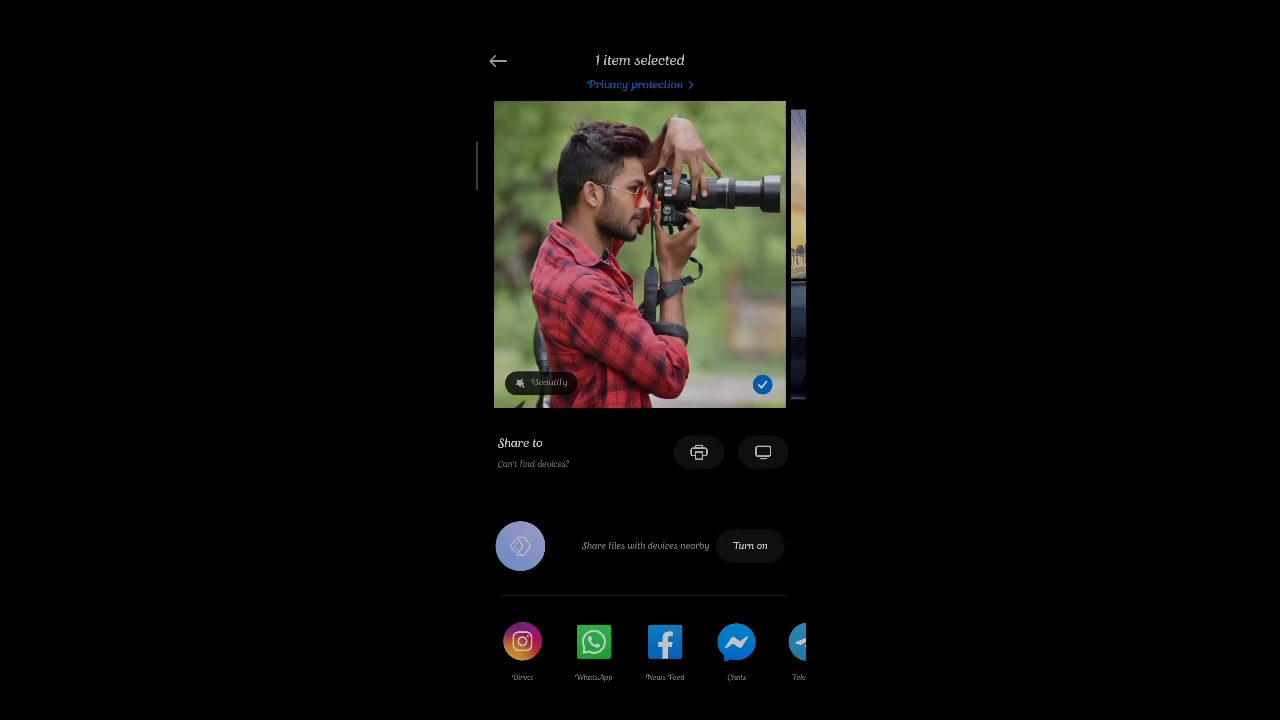 1 item selected
Privacy protection
Beautify
Share to
Can't find devices?
Share files with devices nearby
Turn on
Direct
WhatsApp
News Feed
Chats
Tele